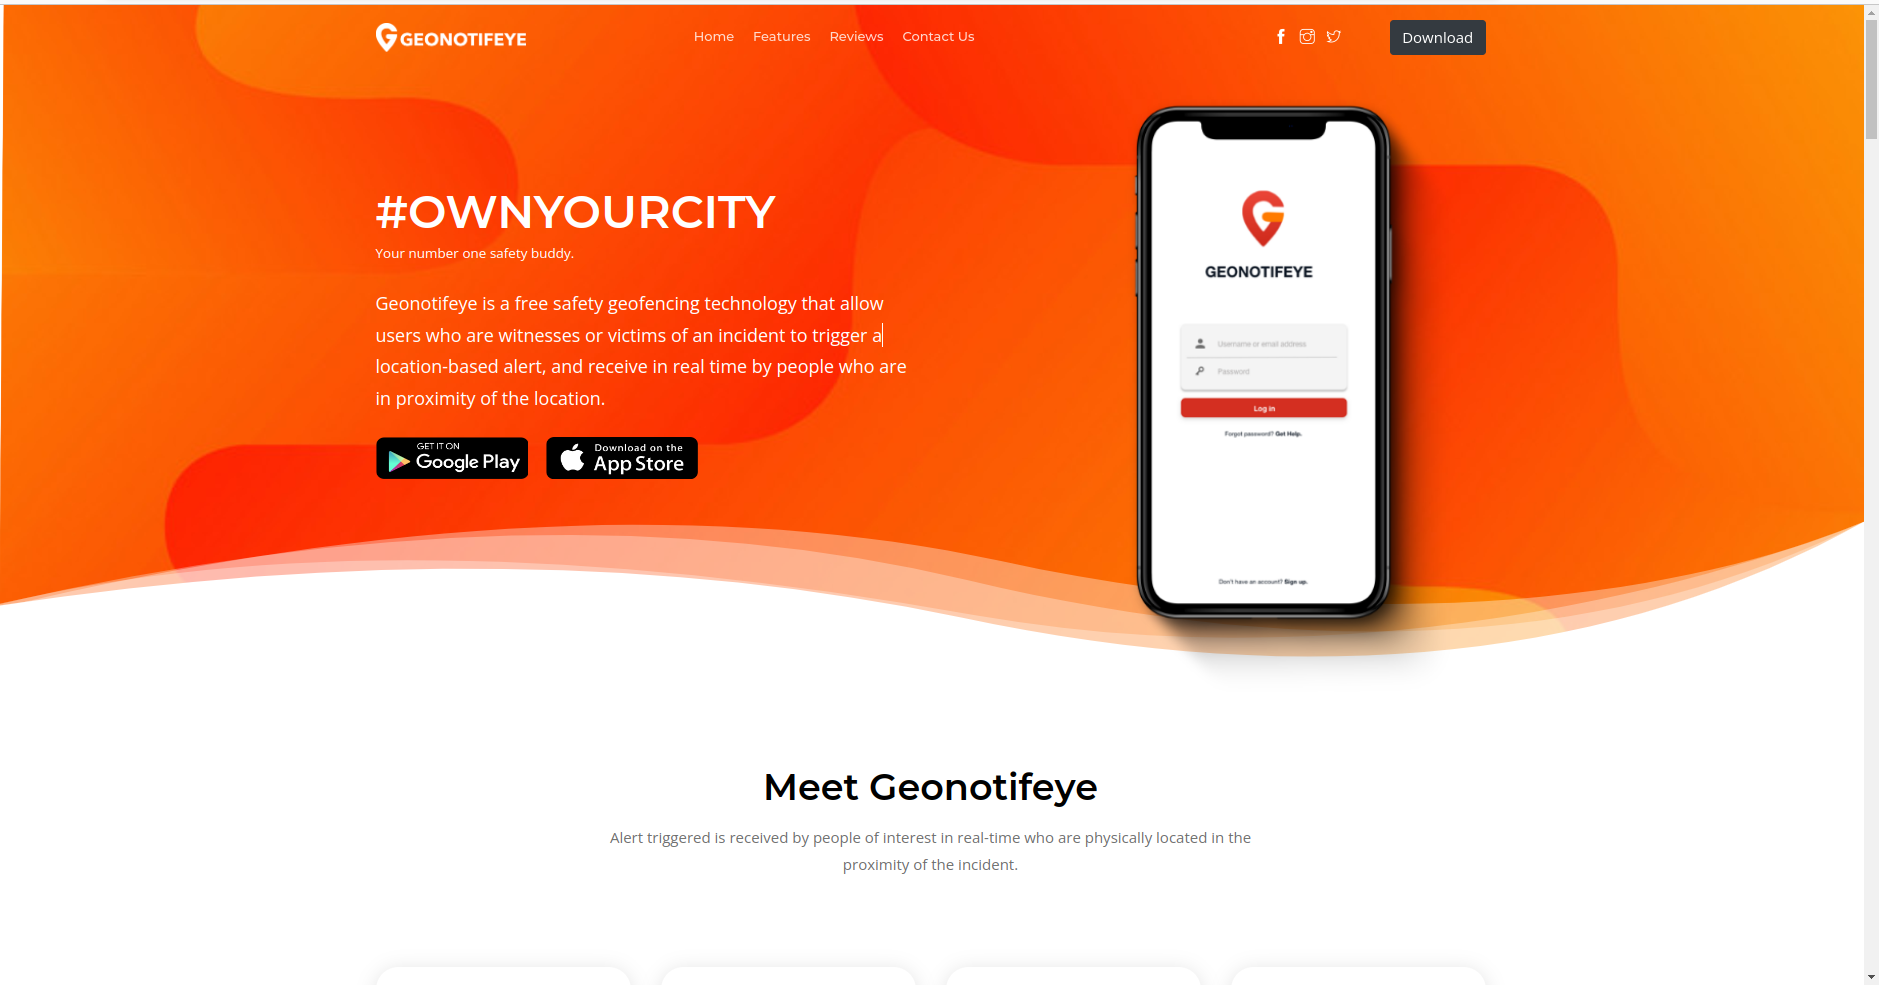 GEONOTIFEYE
Home Features Reviews Contact Us
Download
#OWNYOURCITY
Your number one safety buddy.
Geonotifeye is a free safety geofencing technology that allow
users who are witnesses or victims of an incident to trigger a
location-based alert, and receive in real time by people who are
in proximity of the location.
GET IT ON
Google Play
Download on the
App Store
GEONOTIFEYE
Username or email address
Password
Log in
Forgot password? Get Help.
Don't have an account? Sign up.
Meet Geonotifeye
Alert triggered is received by people of interest in real-time who are physically located in the
proximity of the incident.